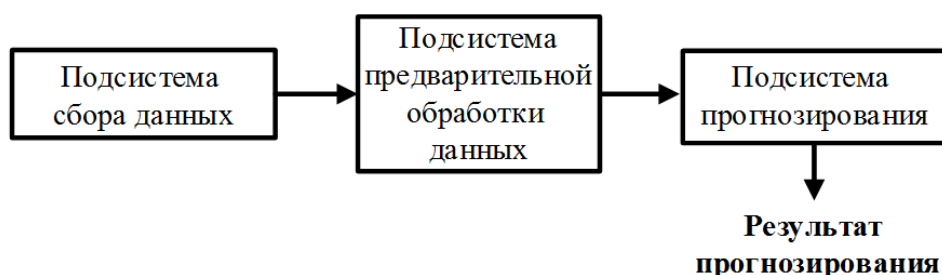 Подсистема
сбора данных
Подсистема
предварительной
обработки
данных
Подсистема
прогнозирования
Результат
прогнозирования